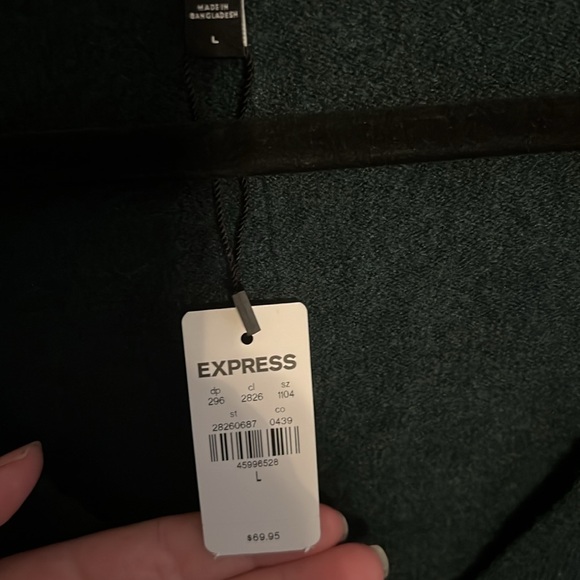 MADE IN
BANGLADESH
L
EXPRESS
dp cl sz
296 2826 1104
st co
28260687 0439
45996528
L
$69.95